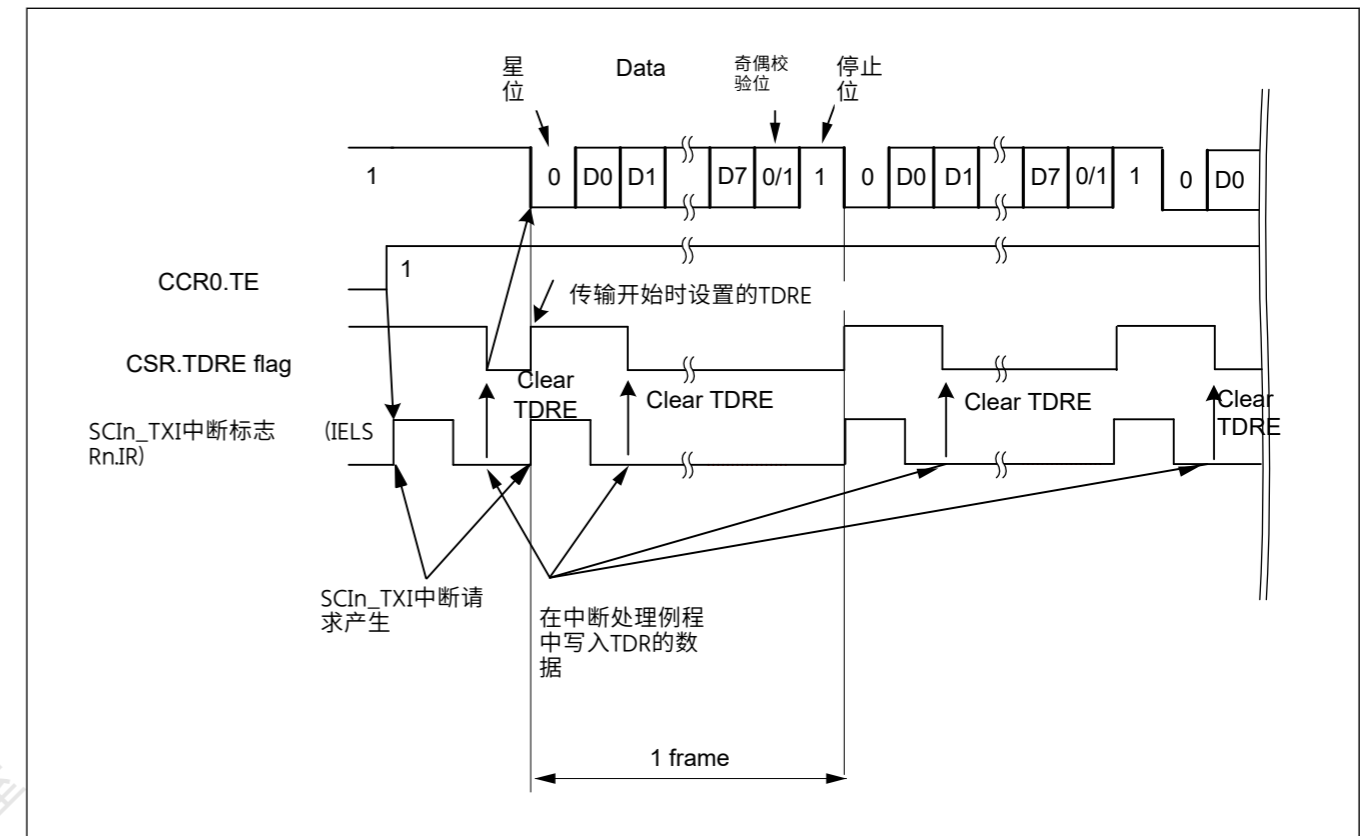 星
位
Data
奇偶校
验位
停止
位
1
0
D0
D1
D7
0/1
1
0
D0
D1
D7
0/1
1
0
D0
CCR0.TE
1
传输开始时设置的TDRE
CSR.TDRE flag
Clear
TDRE
Clear TDRE
Clear TDRE
Clear
TDRE
SCIn_TXI中断标志 (IELS
Rn.IR)
SCIn_TXI中断请
求产生
在中断处理例程
中写入TDR的数
据
1 frame